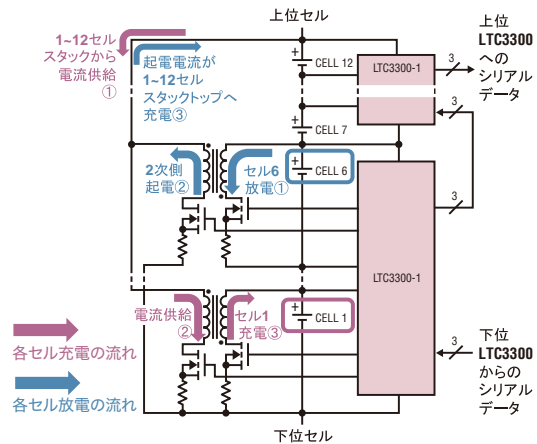 上位セル
1~12セル
スタックから
電流供給
①
起電電流が
1~12セル
スタックトップへ
充電③
+
CELL 12
LTC3300-1
3
上位
LTC3300
への
シリアル
データ
3
+
CELL 7
2次側
起電②
セル6
放電①
+
CELL 6
3
LTC3300-1
電流供給
②
セル1
充電③
+
CELL 1
各セル充電の流れ
各セル放電の流れ
3
下位
LTC3300
からの
シリアル
データ
下位セル